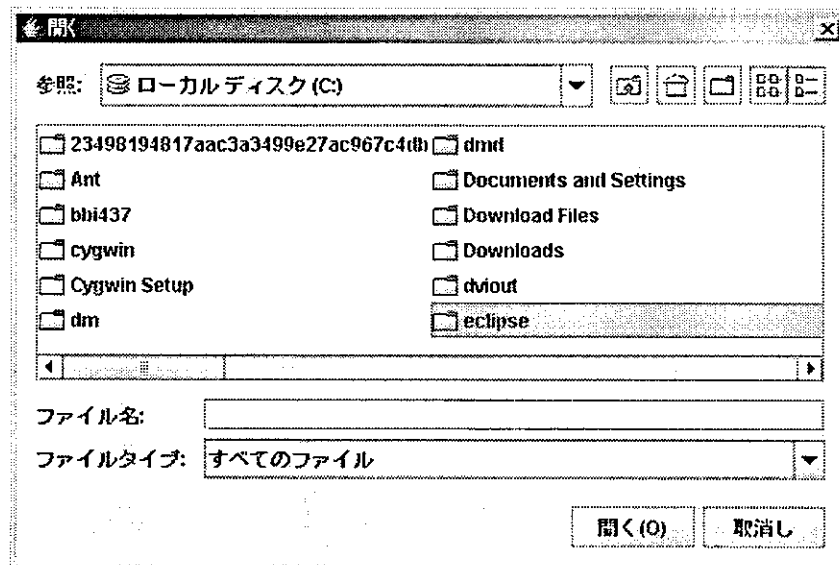 開く
参照: ローカル ディスク (C:)
23498194817aac3a3499e27ac967c4db dmd
Ant Documents and Settings
bbi437 Download Files
cygwin Downloads
Cygwin Setup dviout
dm eclipse
ファイル名:
ファイルタイプ: すべてのファイル
開く(O) 取消し